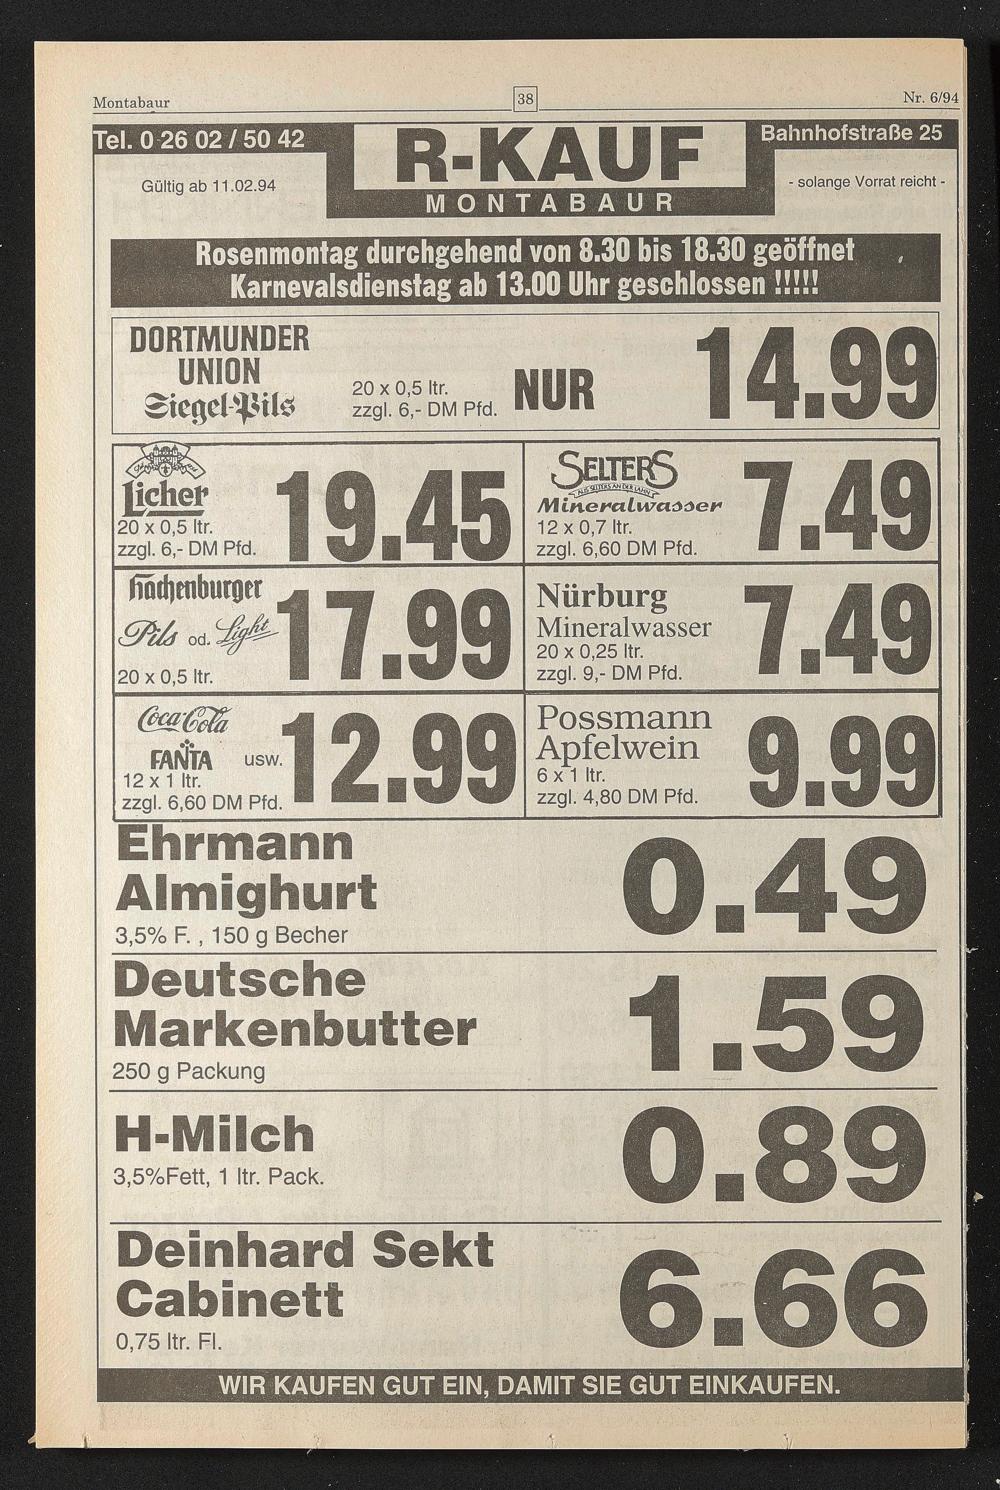 Montabaur
38
Nr. 6/94
Tel. 0 26 02 / 50 42
R-KAUF
Bahnhofstraße 25
Gültig ab 11.02.94
MONTABAUR
- solange Vorrat reicht -
Rosenmontag durchgehend von 8.30 bis 18.30 geöffnet
Karnevalsdienstag ab 13.00 Uhr geschlossen !!!!!
DORTMUNDER
UNION
Siegel-Pils
20 x 0,5 ltr.
zzgl. 6,- DM Pfd.
NUR
14.99
Licher
20 x 0,5 ltr.
zzgl. 6,- DM Pfd.
19.45
SELTERS
AUS SELTERS AN DER LAHN
Mineralwasser
12 x 0,7 ltr.
zzgl. 6,60 DM Pfd.
7.49
Hachenburger
Pils od. Light
20 x 0,5 ltr.
17.99
Nürburg
Mineralwasser
20 x 0,25 ltr.
zzgl. 9,- DM Pfd.
7.49
Coca-Cola
FANTA usw.
12 x 1 ltr.
zzgl. 6,60 DM Pfd.
12.99
Possmann
Apfelwein
6 x 1 ltr.
zzgl. 4,80 DM Pfd.
9.99
Ehrmann
Almighurt
3,5% F. , 150 g Becher
0.49
Deutsche
Markenbutter
250 g Packung
1.59
H-Milch
3,5%Fett, 1 ltr. Pack.
0.89
Deinhard Sekt
Cabinett
0,75 ltr. Fl.
6.66
WIR KAUFEN GUT EIN, DAMIT SIE GUT EINKAUFEN.